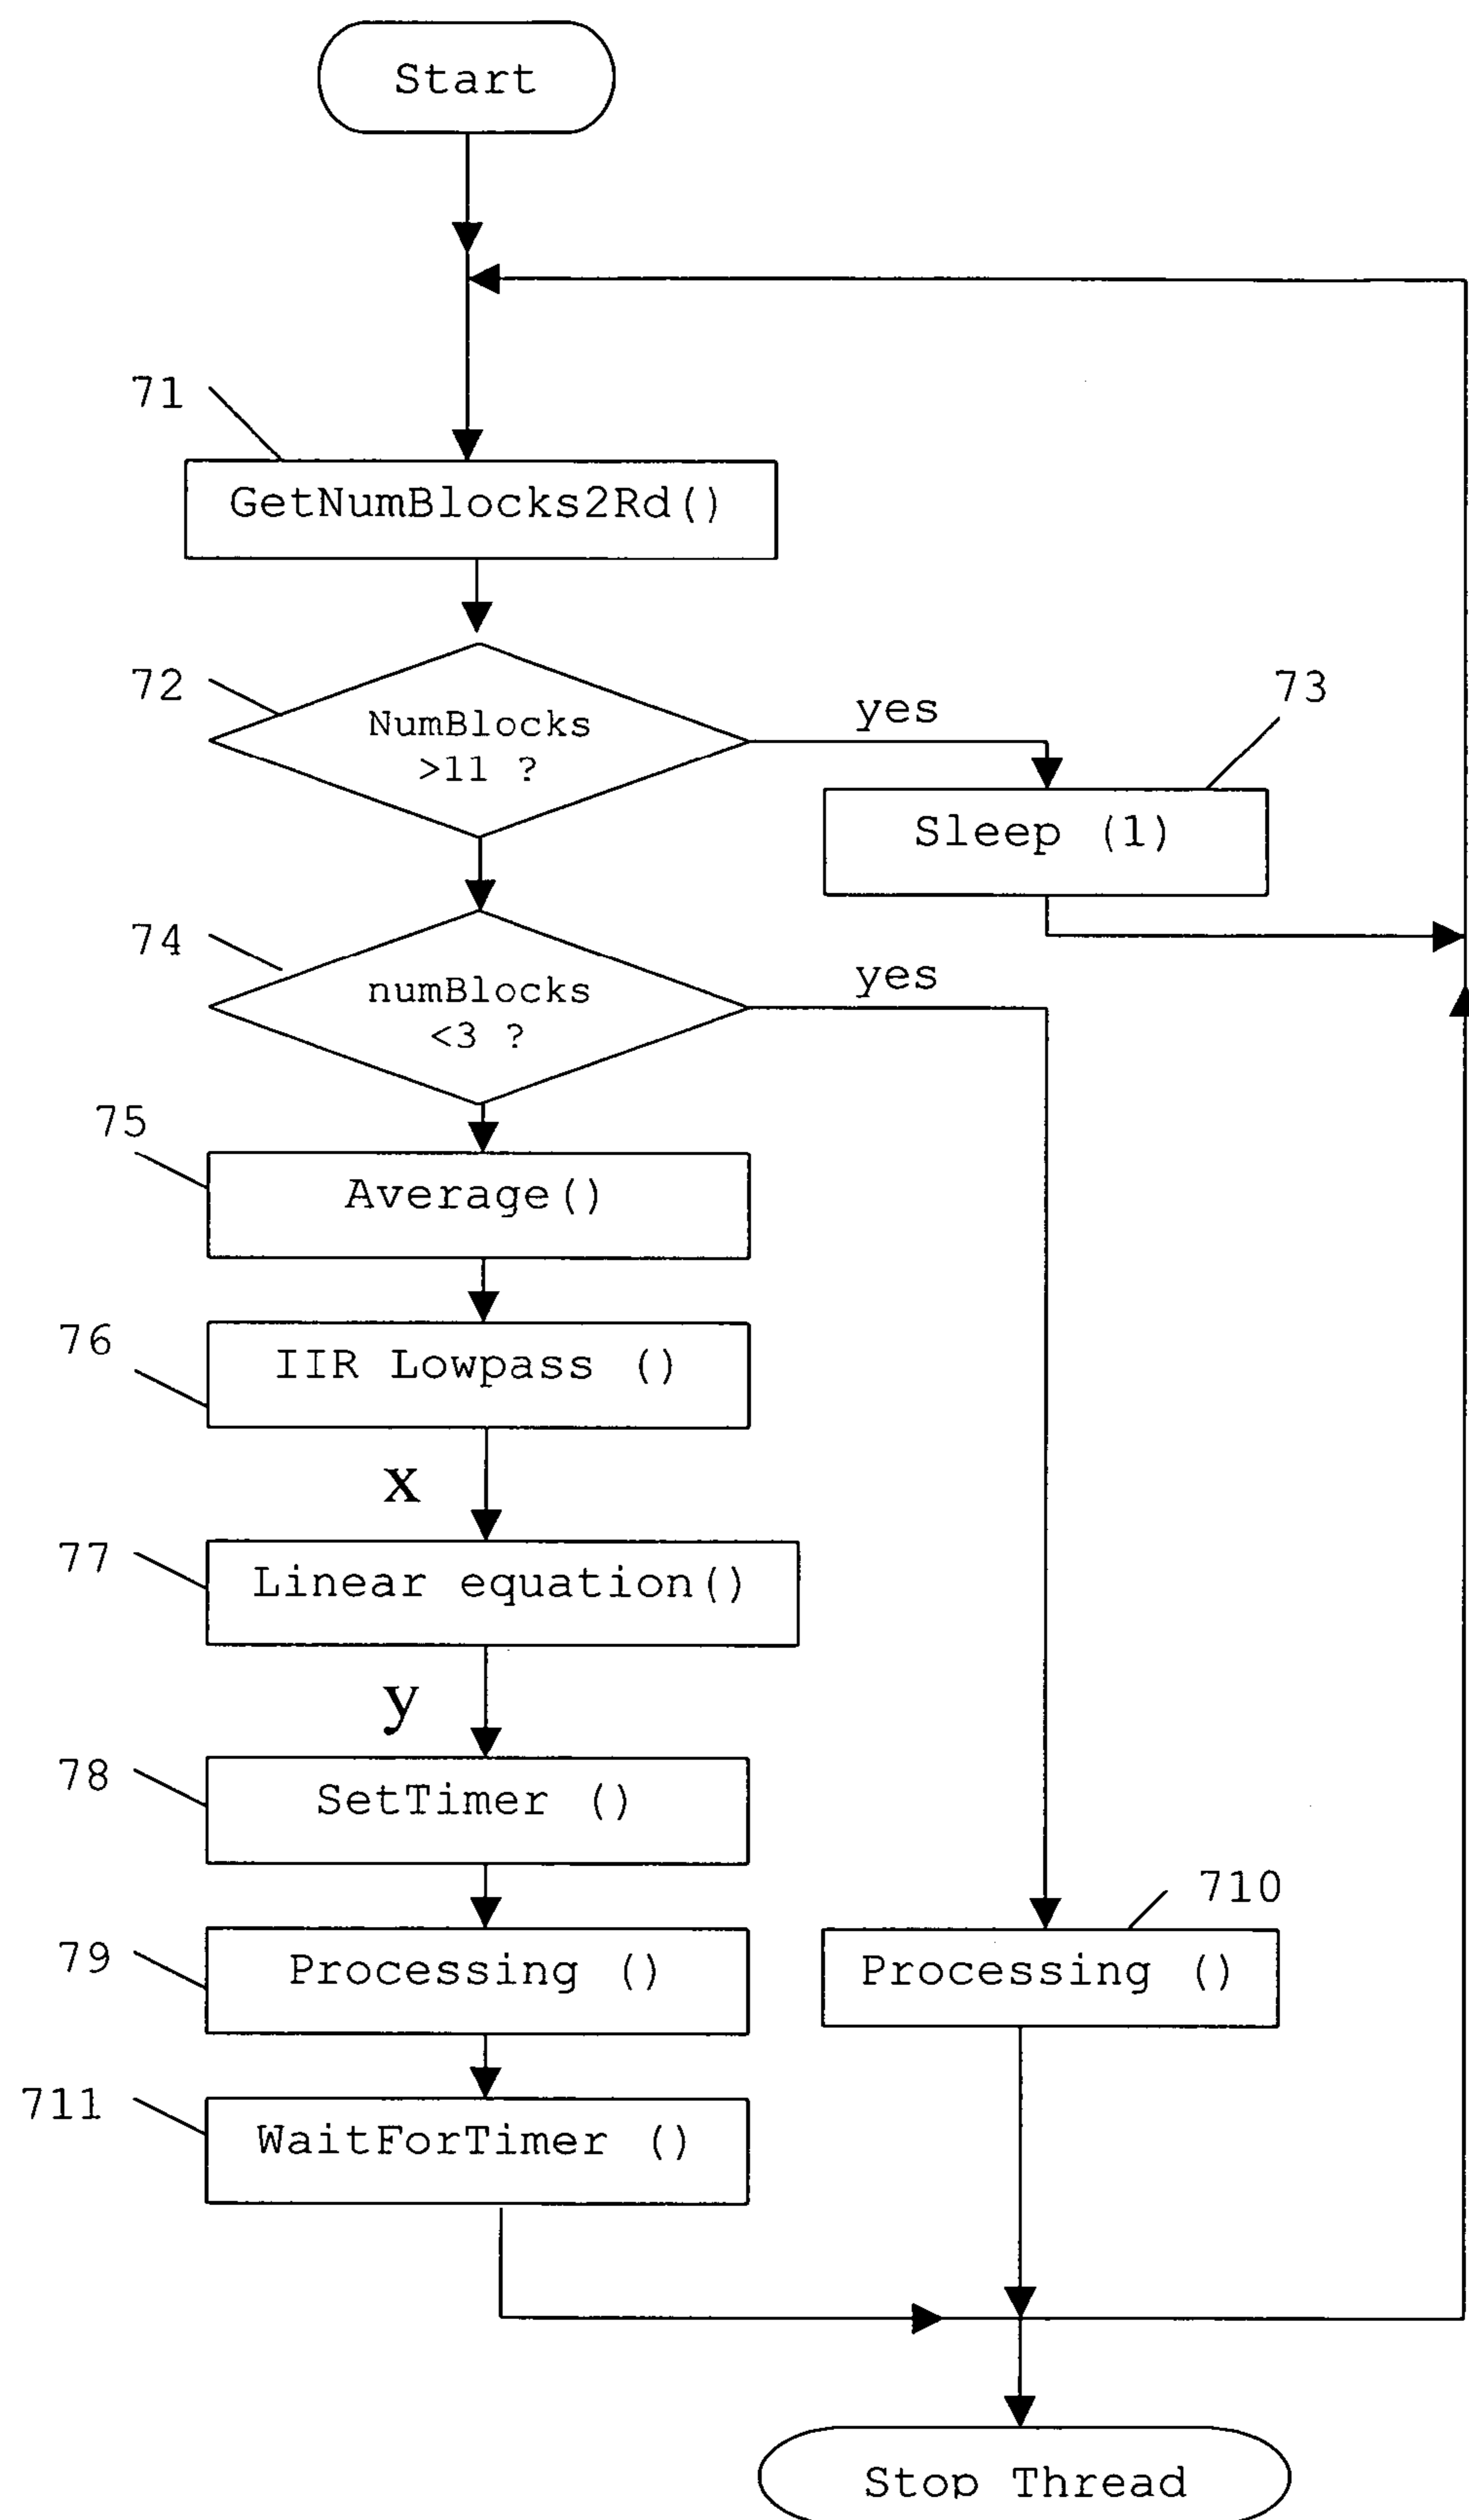 Start
71
GetNumBlocks2Rd()
72
NumBlocks
>11 ?
yes
73
Sleep (1)
74
numBlocks
<3 ?
yes
75
Average()
76
IIR Lowpass ()
x
77
Linear equation()
y
78
SetTimer ()
79
Processing ()
710
Processing ()
711
WaitForTimer ()
Stop Thread